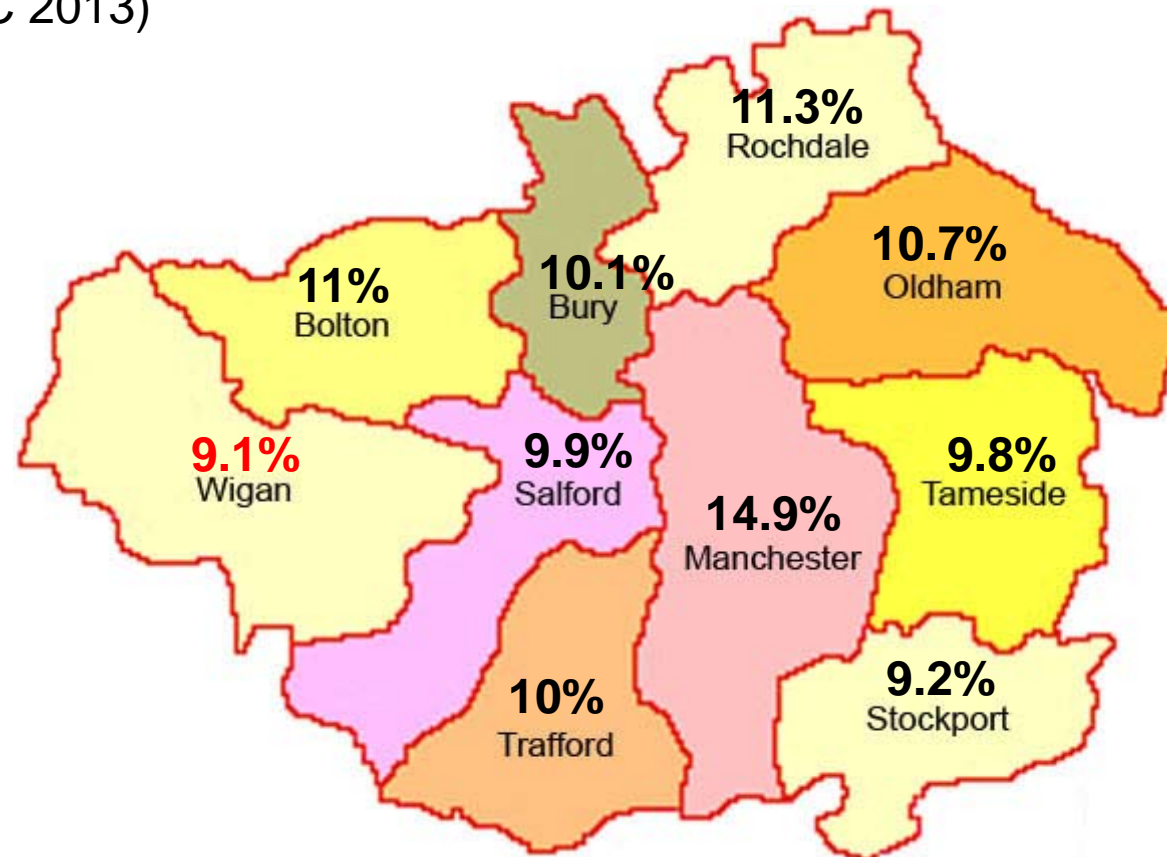 C 2013)
11.3%
Rochdale
10.7%
Oldham
11%
Bolton
10.1%
Bury
9.1%
Wigan
9.9%
Salford
9.8%
Tameside
14.9%
Manchester
10%
Trafford
9.2%
Stockport